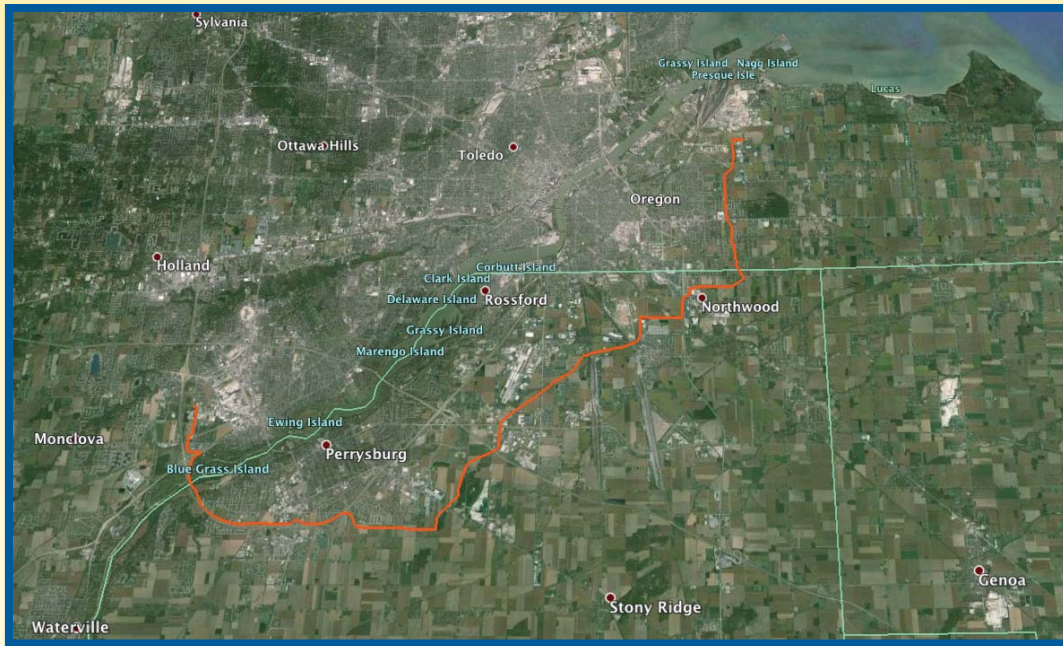 Sylvania
Grassy Island
Nagg Island
Presque Isle
Lucas
Ottawa Hills
Toledo
Oregon
Holland
Corbutt Island
Clark Island
Delaware Island
Rossford
Northwood
Grassy Island
Marengo Island
Ewing Island
Monclova
Perrysburg
Blue Grass Island
Genoa
Stony Ridge
Waterville